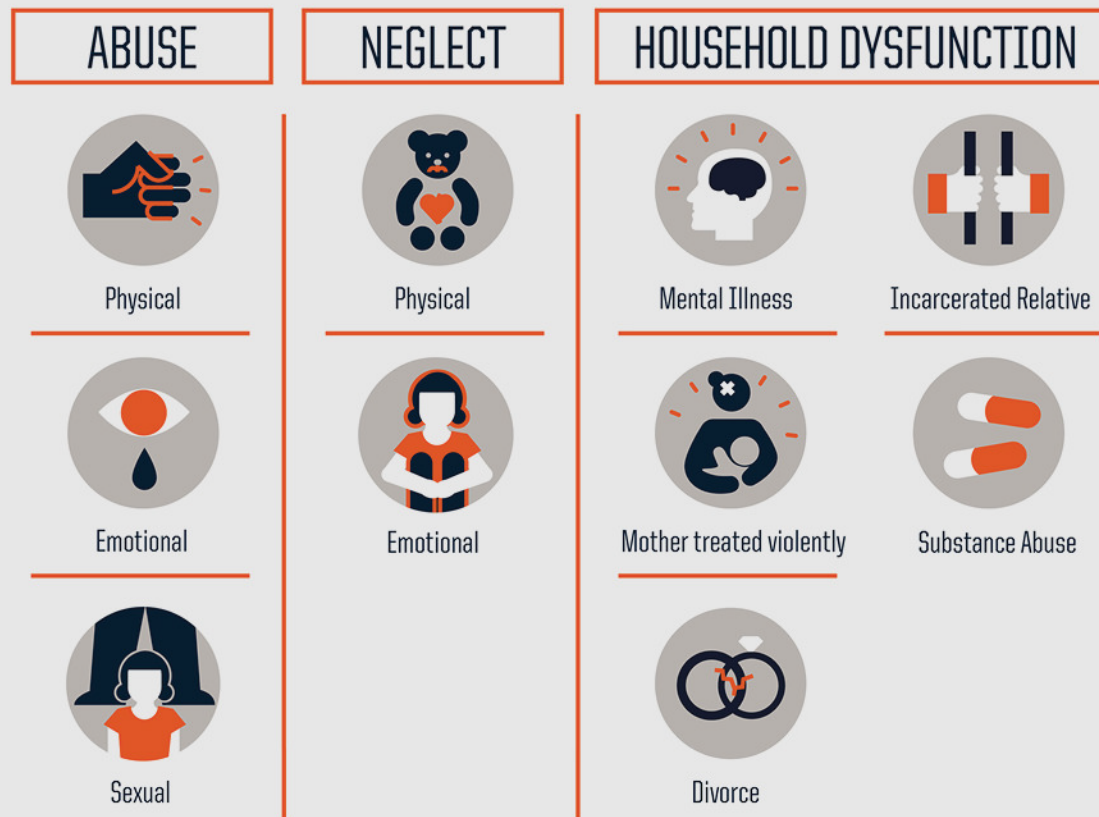 ABUSE
Physical
Emotional
Sexual
NEGLECT
Physical
Emotional
HOUSEHOLD DYSFUNCTION
Mental Illness
Incarcerated Relative
Mother treated violently
Substance Abuse
Divorce